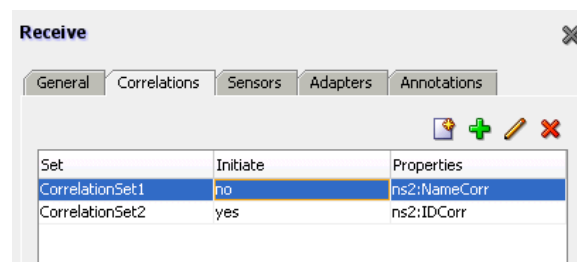 Receive
General Correlations Sensors Adapters Annotations
Set Initiate Properties
CorrelationSet1 no ns2:NameCorr
CorrelationSet2 yes ns2:IDCorr